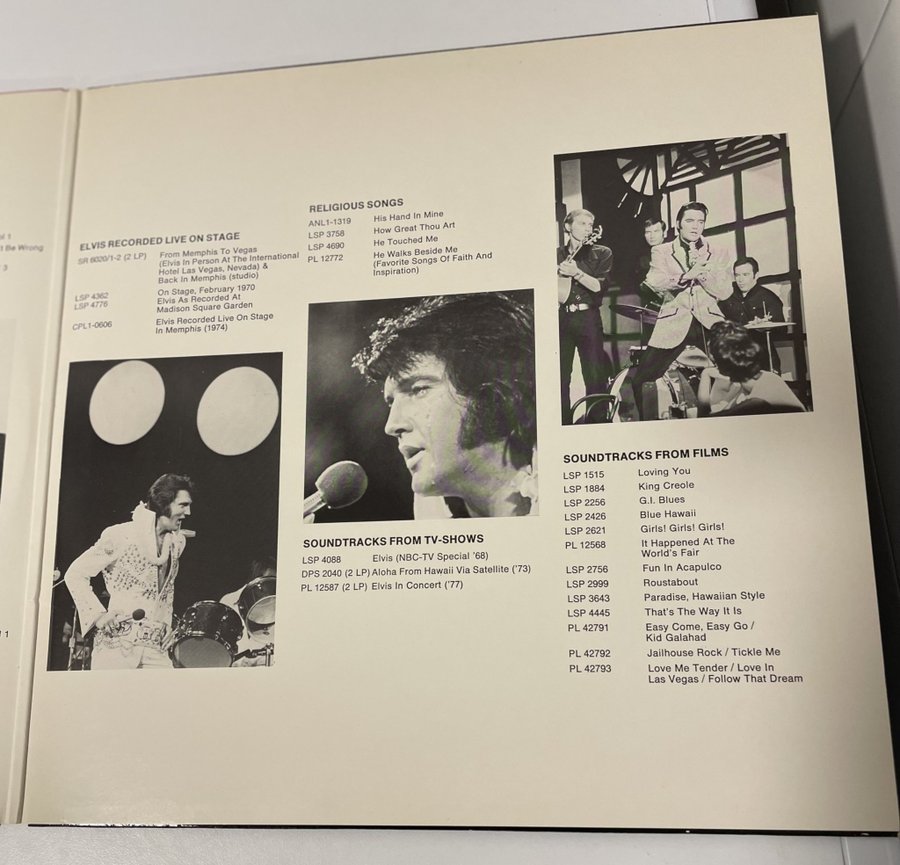 ol 1
t Be Wrong
3
l 1
ELVIS RECORDED LIVE ON STAGE
SR 6020/1-2 (2 LP) From Memphis To Vegas
(Elvis In Person At The International
Hotel Las Vegas, Nevada) &
Back In Memphis (studio)
LSP 4362 On Stage, February 1970
LSP 4776 Elvis As Recorded At
Madison Square Garden
CPL1-0606 Elvis Recorded Live On Stage
In Memphis (1974)
RELIGIOUS SONGS
ANL1-1319 His Hand In Mine
LSP 3758 How Great Thou Art
LSP 4690 He Touched Me
PL 12772 He Walks Beside Me
(Favorite Songs Of Faith And
Inspiration)
SOUNDTRACKS FROM TV-SHOWS
LSP 4088 Elvis (NBC-TV Special '68)
DPS 2040 (2 LP) Aloha From Hawaii Via Satellite ('73)
PL 12587 (2 LP) Elvis In Concert ('77)
SOUNDTRACKS FROM FILMS
LSP 1515 Loving You
LSP 1884 King Creole
LSP 2256 G.I. Blues
LSP 2426 Blue Hawaii
LSP 2621 Girls! Girls! Girls!
PL 12568 It Happened At The
World's Fair
LSP 2756 Fun In Acapulco
LSP 2999 Roustabout
LSP 3643 Paradise, Hawaiian Style
LSP 4445 That's The Way It Is
PL 42791 Easy Come, Easy Go /
Kid Galahad
PL 42792 Jailhouse Rock / Tickle Me
PL 42793 Love Me Tender / Love In
Las Vegas / Follow That Dream